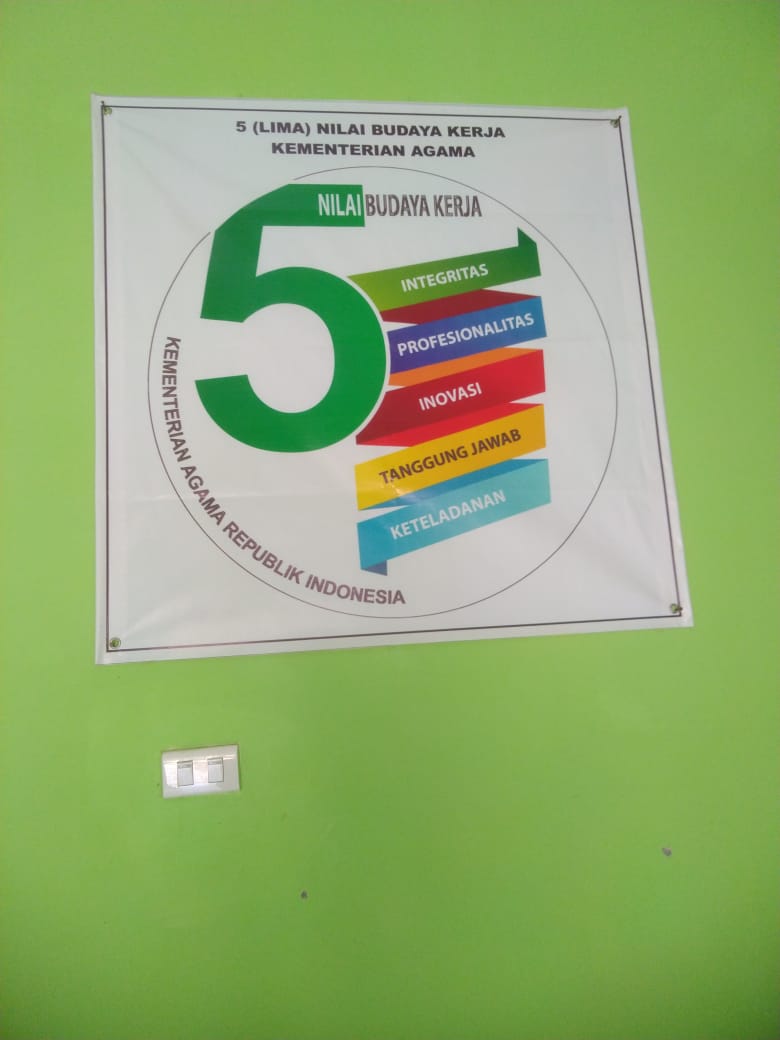 5 (LIMA) NILAI BUDAYA KERJA
KEMENTERIAN AGAMA
5
NILAI BUDAYA KERJA
INTEGRITAS
PROFESIONALITAS
INOVASI
TANGGUNG JAWAB
KETELADANAN
KEMENTERIAN AGAMA REPUBLIK INDONESIA